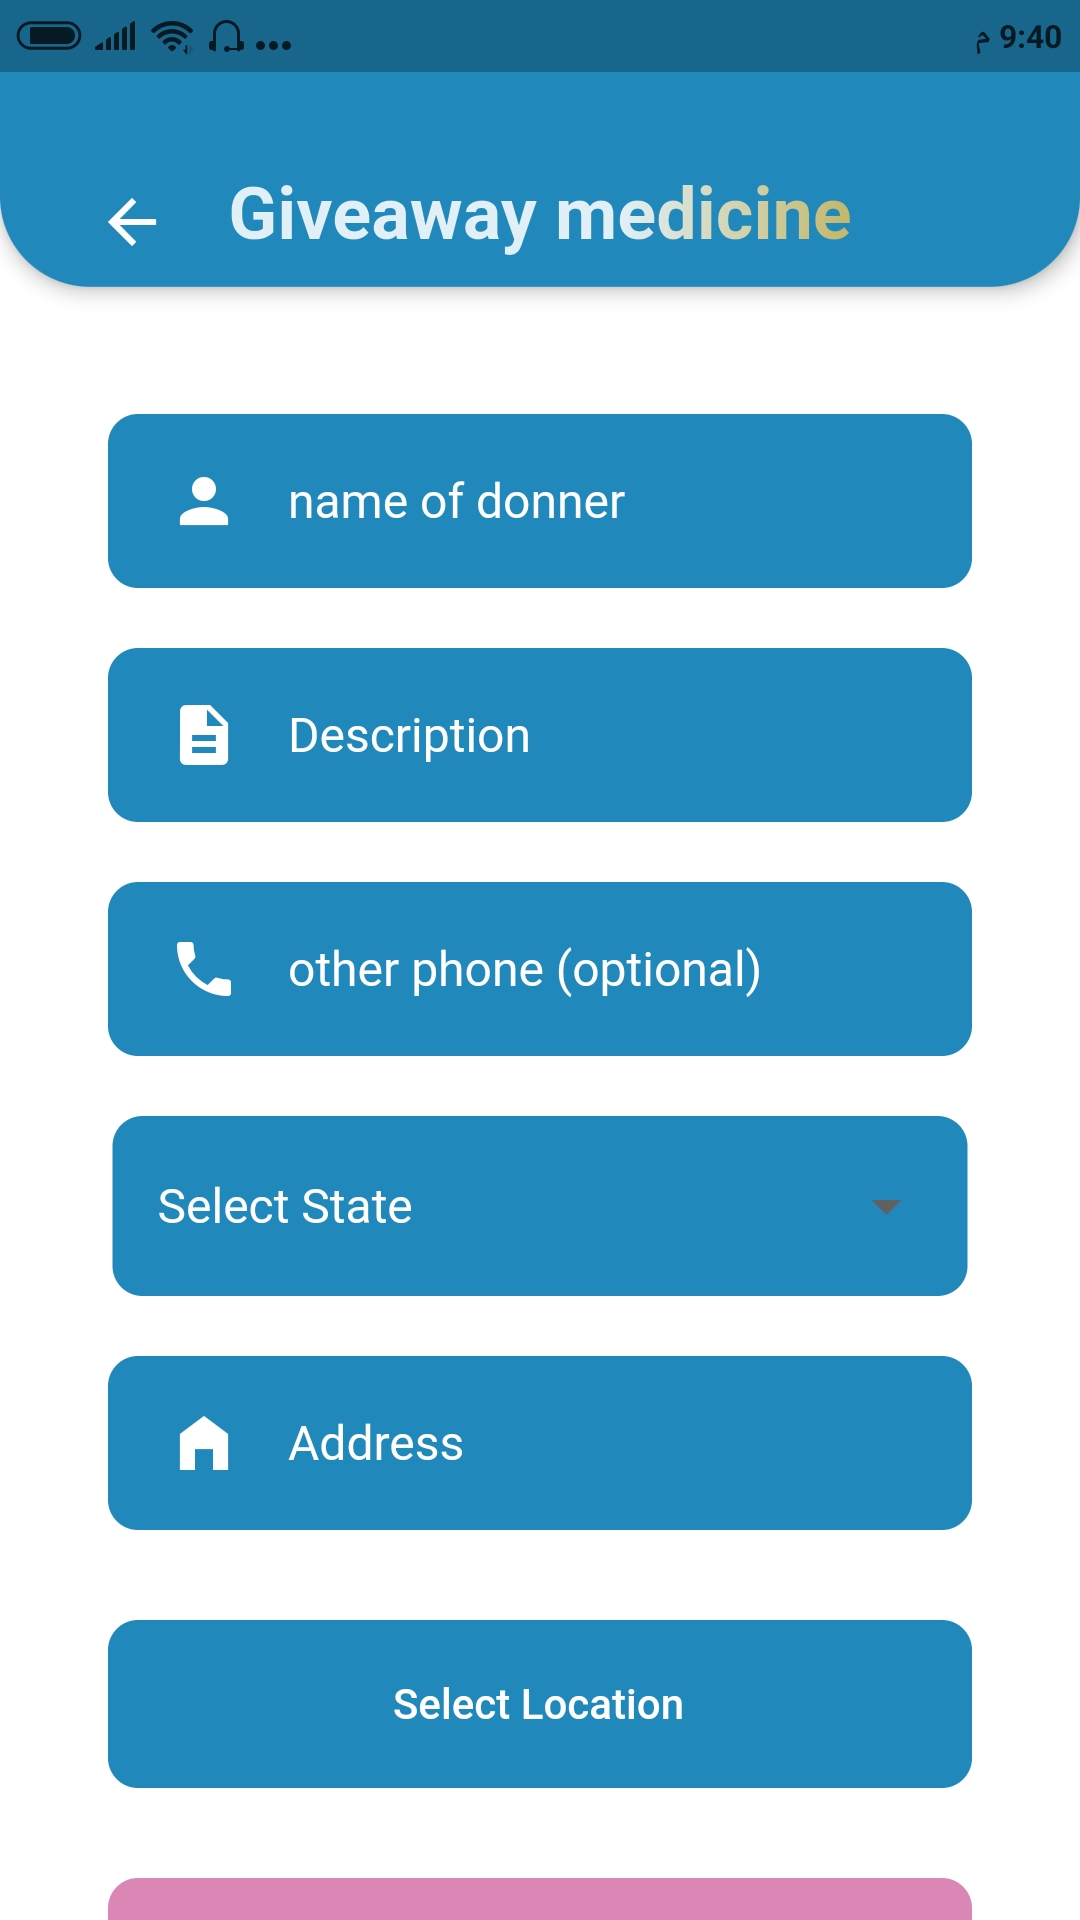 9:40 م
Giveaway medicine
name of donner
Description
other phone (optional)
Select State
Address
Select Location